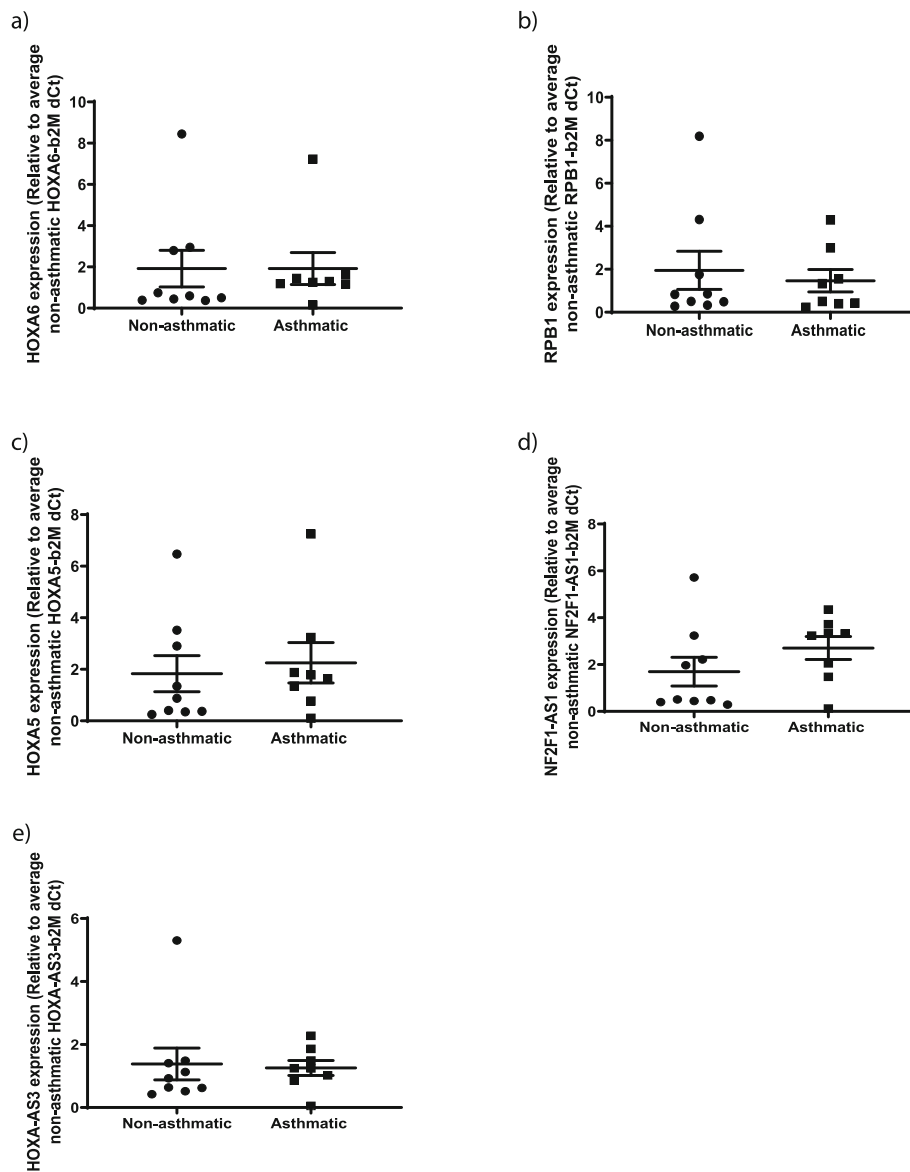 a)
HOXA6 expression (Relative to average
non-asthmatic HOXA6-b2M dCt)
10
8
6
4
2
0
Non-asthmatic
Asthmatic
b)
RPB1 expression (Relative to average
non-asthmatic RPB1-b2M dCt)
10
8
6
4
2
0
Non-asthmatic
Asthmatic
c)
HOXA5 expression (Relative to average
non-asthmatic HOXA5-b2M dCt)
8
6
4
2
0
Non-asthmatic
Asthmatic
d)
NF2F1-AS1 expression (Relative to average
non-asthmatic NF2F1-AS1-b2M dCt)
8
6
4
2
0
Non-asthmatic
Asthmatic
e)
HOXA-AS3 expression (Relative to average
non-asthmatic HOXA-AS3-b2M dCt)
6
4
2
0
Non-asthmatic
Asthmatic